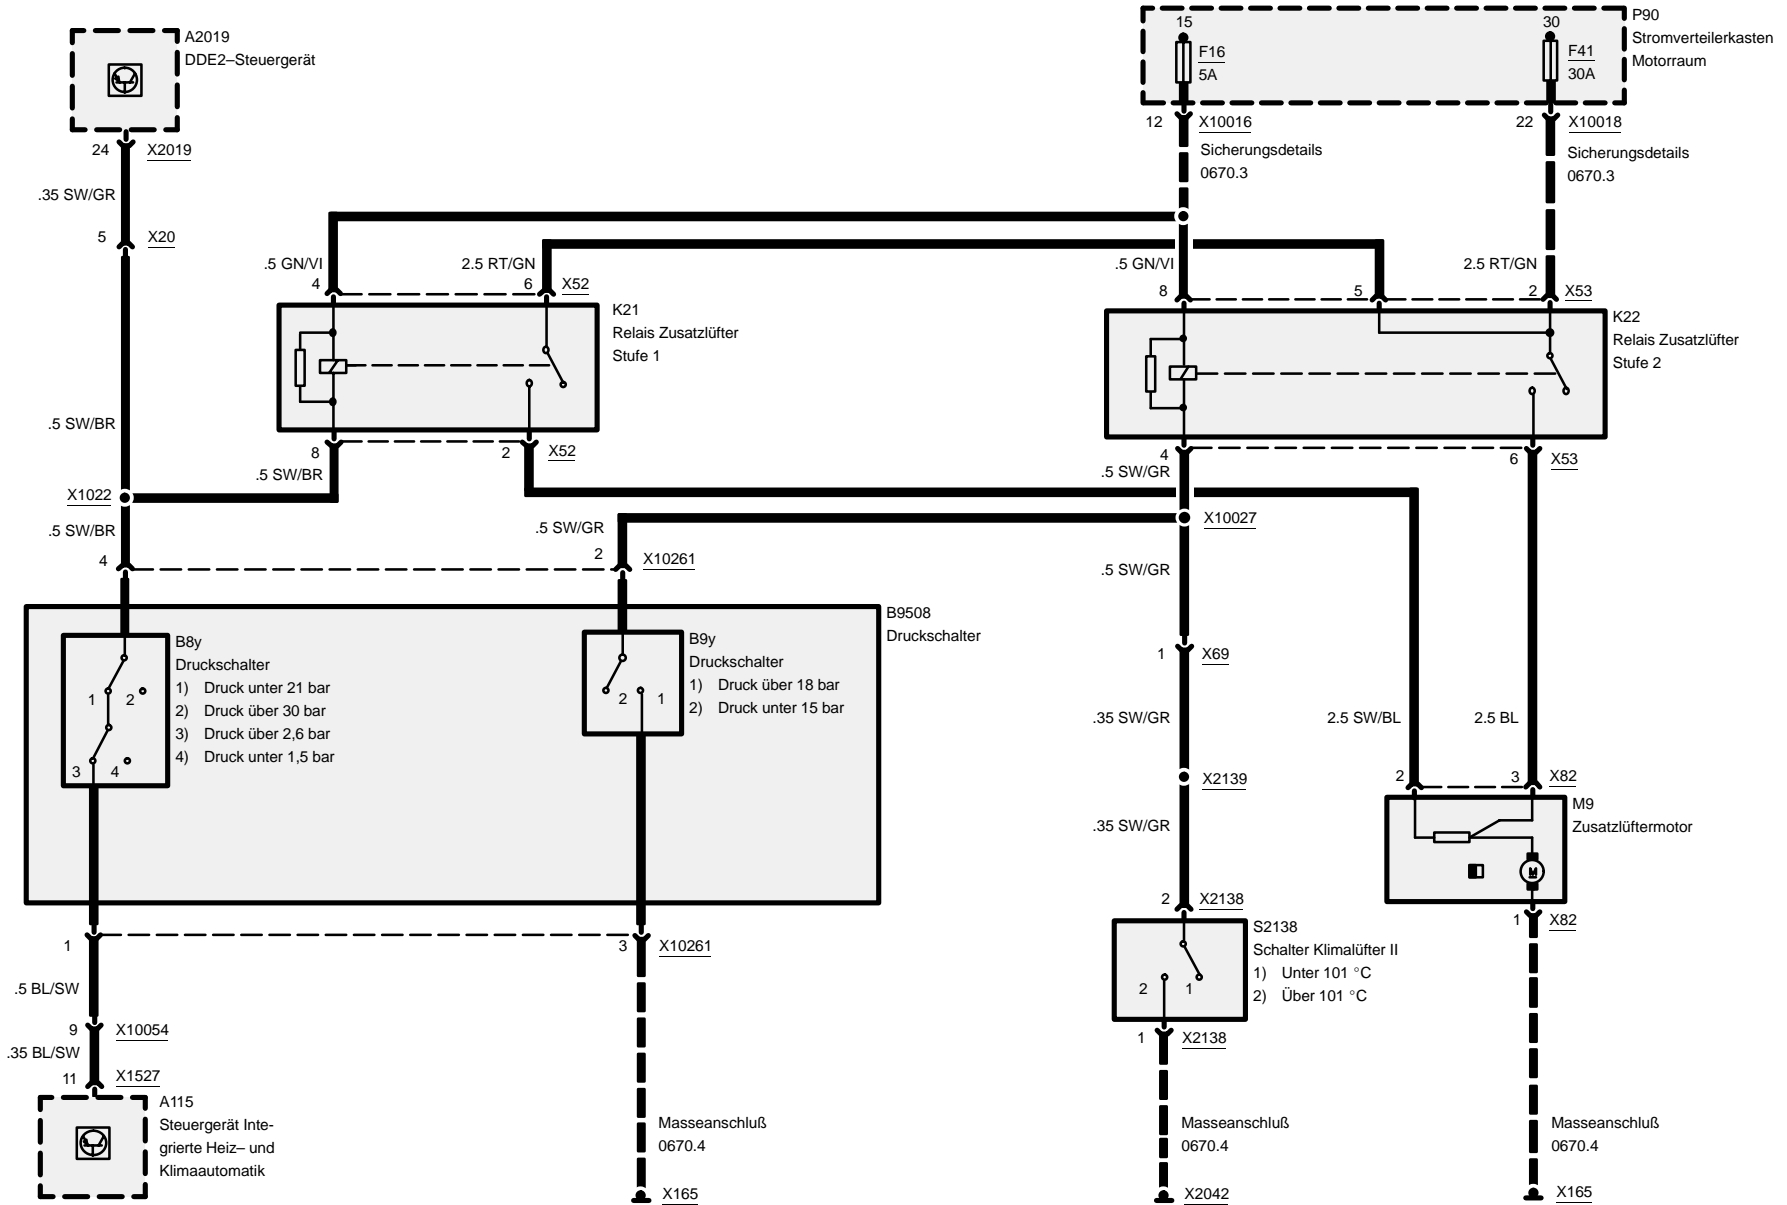 A2019
DDE2–Steuergerät
24
X2019
.35 SW/GR
5
X20
.5 SW/BR
X1022
.5 SW/BR
4
15
F16
5A
30
F41
30A
P90
Stromverteilerkasten
Motorraum
12
X10016
Sicherungsdetails
0670.3
22
X10018
Sicherungsdetails
0670.3
.5 GN/VI
4
2.5 RT/GN
6
X52
K21
Relais Zusatzlüfter
Stufe 1
8
.5 SW/BR
2
X52
.5 GN/VI
8
5
2.5 RT/GN
2
X53
K22
Relais Zusatzlüfter
Stufe 2
4
.5 SW/GR
6
X53
X10027
.5 SW/GR
2
X10261
B9508
Druckschalter
B8y
Druckschalter
1) Druck unter 21 bar
2) Druck über 30 bar
3) Druck über 2,6 bar
4) Druck unter 1,5 bar
1
2
3
4
B9y
Druckschalter
1) Druck über 18 bar
2) Druck unter 15 bar
2
1
.5 SW/GR
1
X69
.35 SW/GR
X2139
.35 SW/GR
2
X2138
S2138
Schalter Klimalüfter II
1) Unter 101 °C
2) Über 101 °C
2
1
1
X2138
Masseanschluß
0670.4
X2042
2.5 SW/BL
2.5 BL
2
3
X82
M9
Zusatzlüftermotor
M
1
X82
Masseanschluß
0670.4
X165
1
3
X10261
.5 BL/SW
9
X10054
.35 BL/SW
11
X1527
A115
Steuergerät Inte-
grierte Heiz– und
Klimaautomatik
Masseanschluß
0670.4
X165